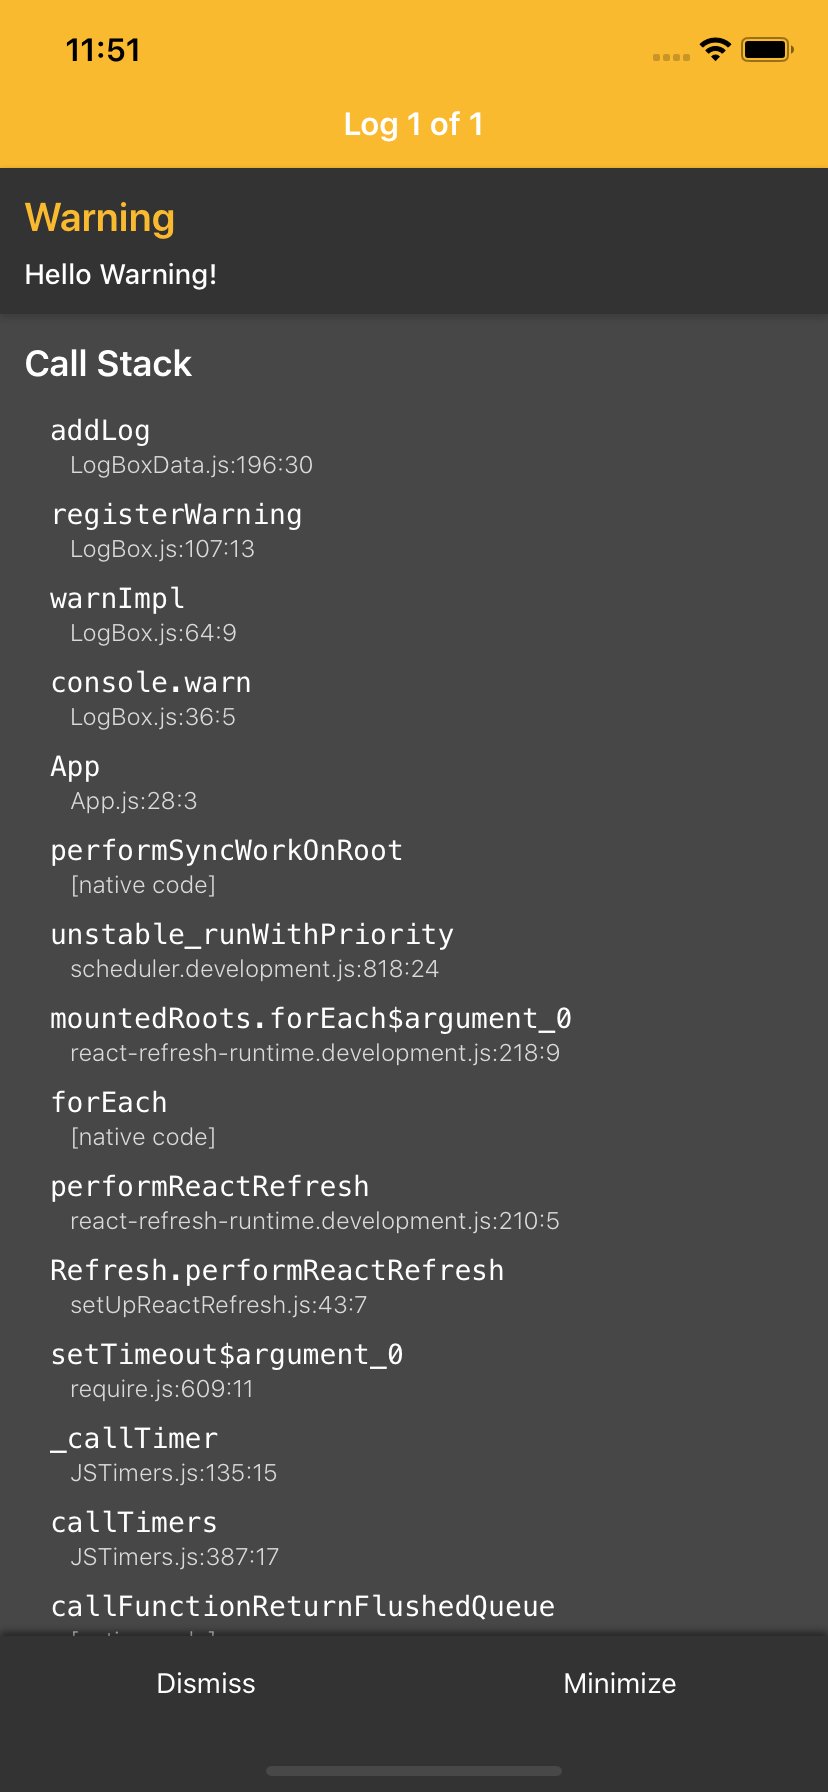 11:51
Log 1 of 1
Warning
Hello Warning!
Call Stack
addLog
LogBoxData.js:196:30
registerWarning
LogBox.js:107:13
warnImpl
LogBox.js:64:9
console.warn
LogBox.js:36:5
App
App.js:28:3
performSyncWorkOnRoot
[native code]
unstable_runWithPriority
scheduler.development.js:818:24
mountedRoots.forEach$argument_0
react-refresh-runtime.development.js:218:9
forEach
[native code]
performReactRefresh
react-refresh-runtime.development.js:210:5
Refresh.performReactRefresh
setUpReactRefresh.js:43:7
setTimeout$argument_0
require.js:609:11
_callTimer
JSTimers.js:135:15
callTimers
JSTimers.js:387:17
callFunctionReturnFlushedQueue
Dismiss Minimize